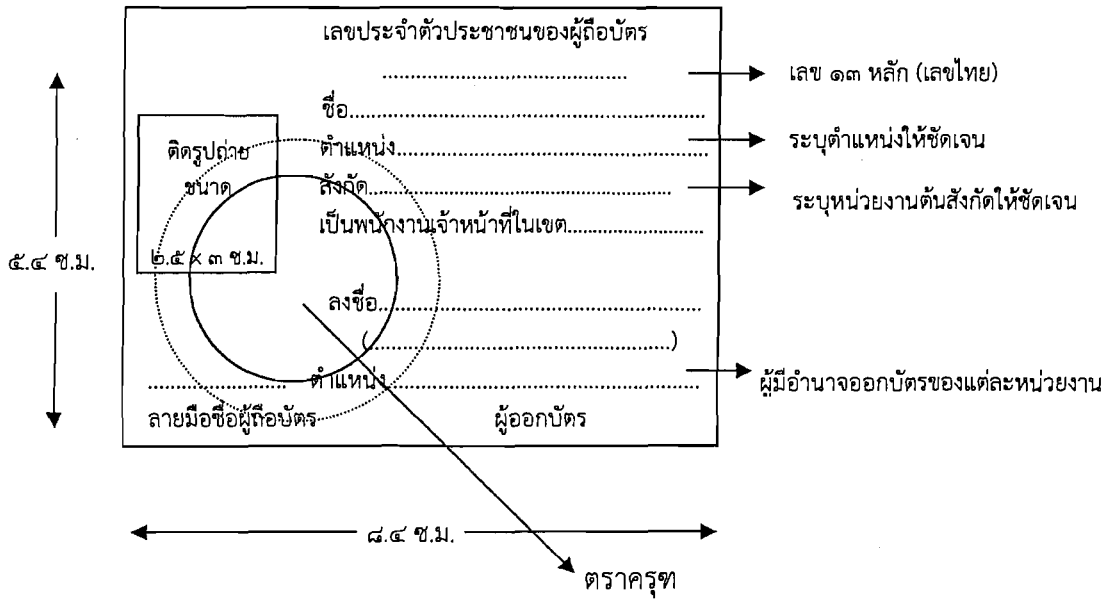 เลขประจำตัวประชาชนของผู้ถือบัตร
............................................ เลข ๑๓ หลัก (เลขไทย)
ชื่อ................................................................
ติดรูปถ่าย ตำแหน่ง........................................................ ระบุตำแหน่งให้ชัดเจน
ขนาด สังกัด...................................................... ระบุหน่วยงานต้นสังกัดให้ชัดเจน
เป็นพนักงานเจ้าหน้าที่ในเขต........................
๒.๕ × ๓ ซ.ม.
๕.๔ ซ.ม.
ลงชื่อ..........................................................
(.......................................................)
......................... ตำแหน่ง........................................................ ผู้มีอำนาจออกบัตรของแต่ละหน่วยงาน
ลายมือชื่อผู้ถือบัตร ผู้ออกบัตร
๘.๔ ซ.ม.
ตราครุฑ